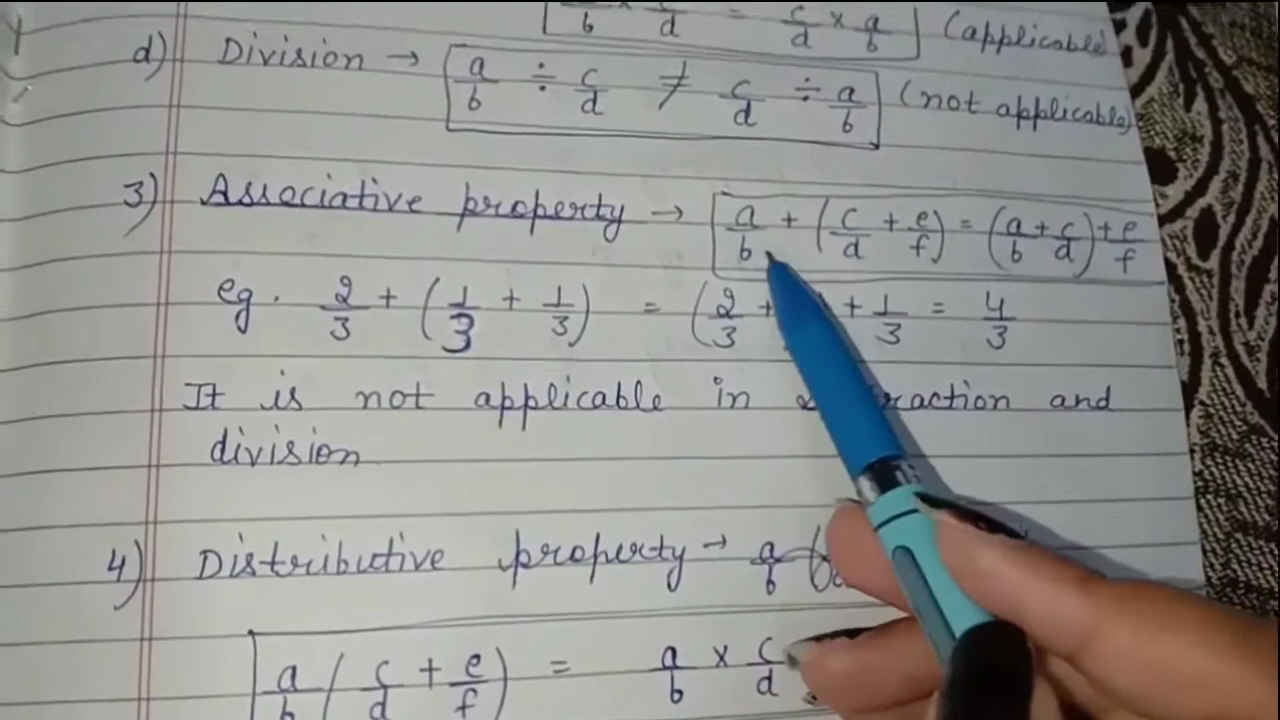 b d = c/d × a/b (applicable)
d) Division → a/b ÷ c/d ≠ c/d ÷ a/b (not applicable)
3) Associative property → a/b + (c/d + e/f) = (a/b + c/d) + e/f
eg. 2/3 + (1/3 + 1/3) = (2/3 + + 1/3 = 4/3
It is not applicable in and
division
4) Distributive property → a/b (
a/b (c/d + e/f) = a/b × c/d